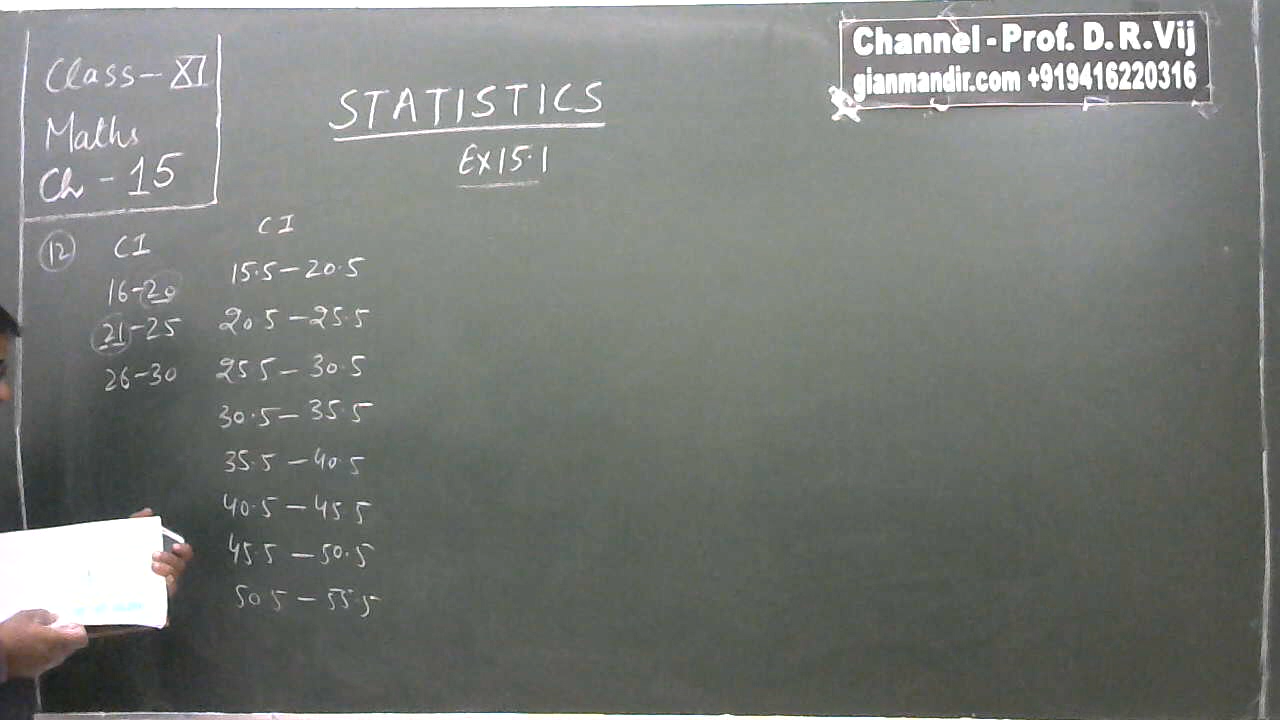 Class-XI
Maths
Ch-15
STATISTICS
EX15.1
Channel-Prof. D.R.Vij
gianmandir.com +919416220316
12 CI
16-20
21-25
26-30
CI
15.5-20.5
20.5-25.5
25.5-30.5
30.5-35.5
35.5-40.5
40.5-45.5
45.5-50.5
50.5-55.5